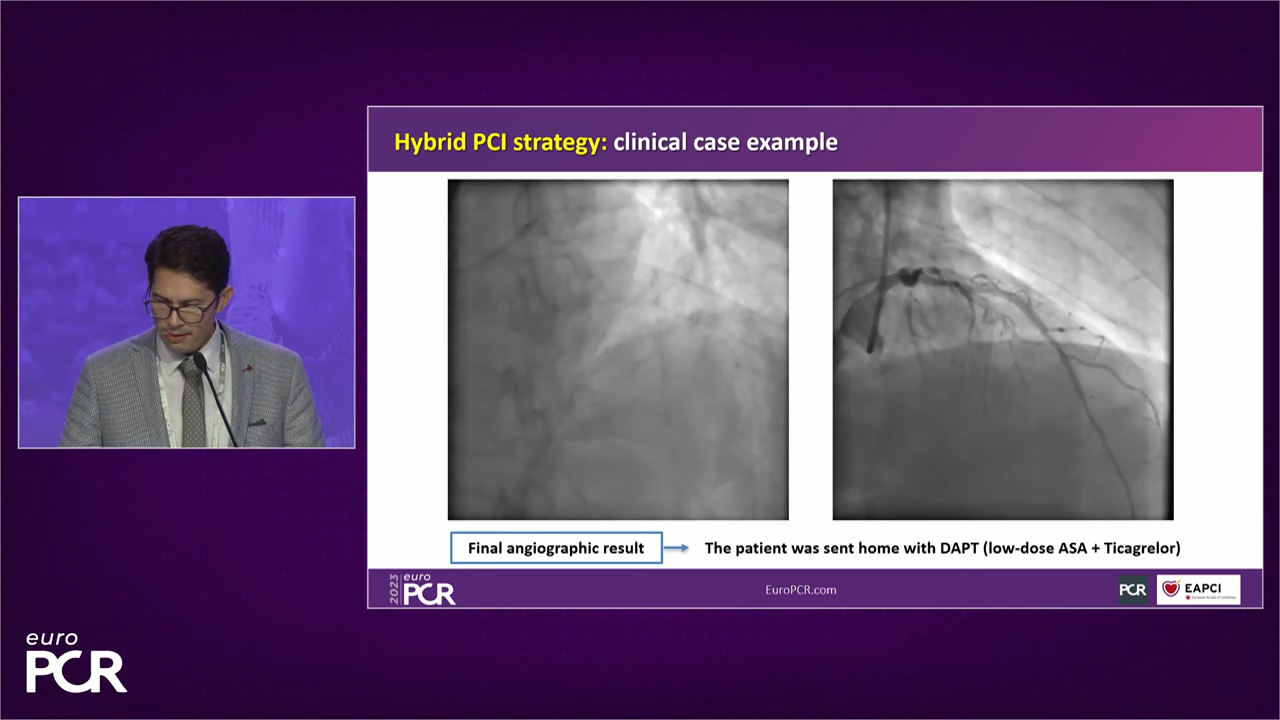 Hybrid PCI strategy: clinical case example
Final angiographic result
The patient was sent home with DAPT (low-dose ASA + Ticagrelor)
2023
euro
PCR
EuroPCR.com
PCR
EAPCI
euro
PCR